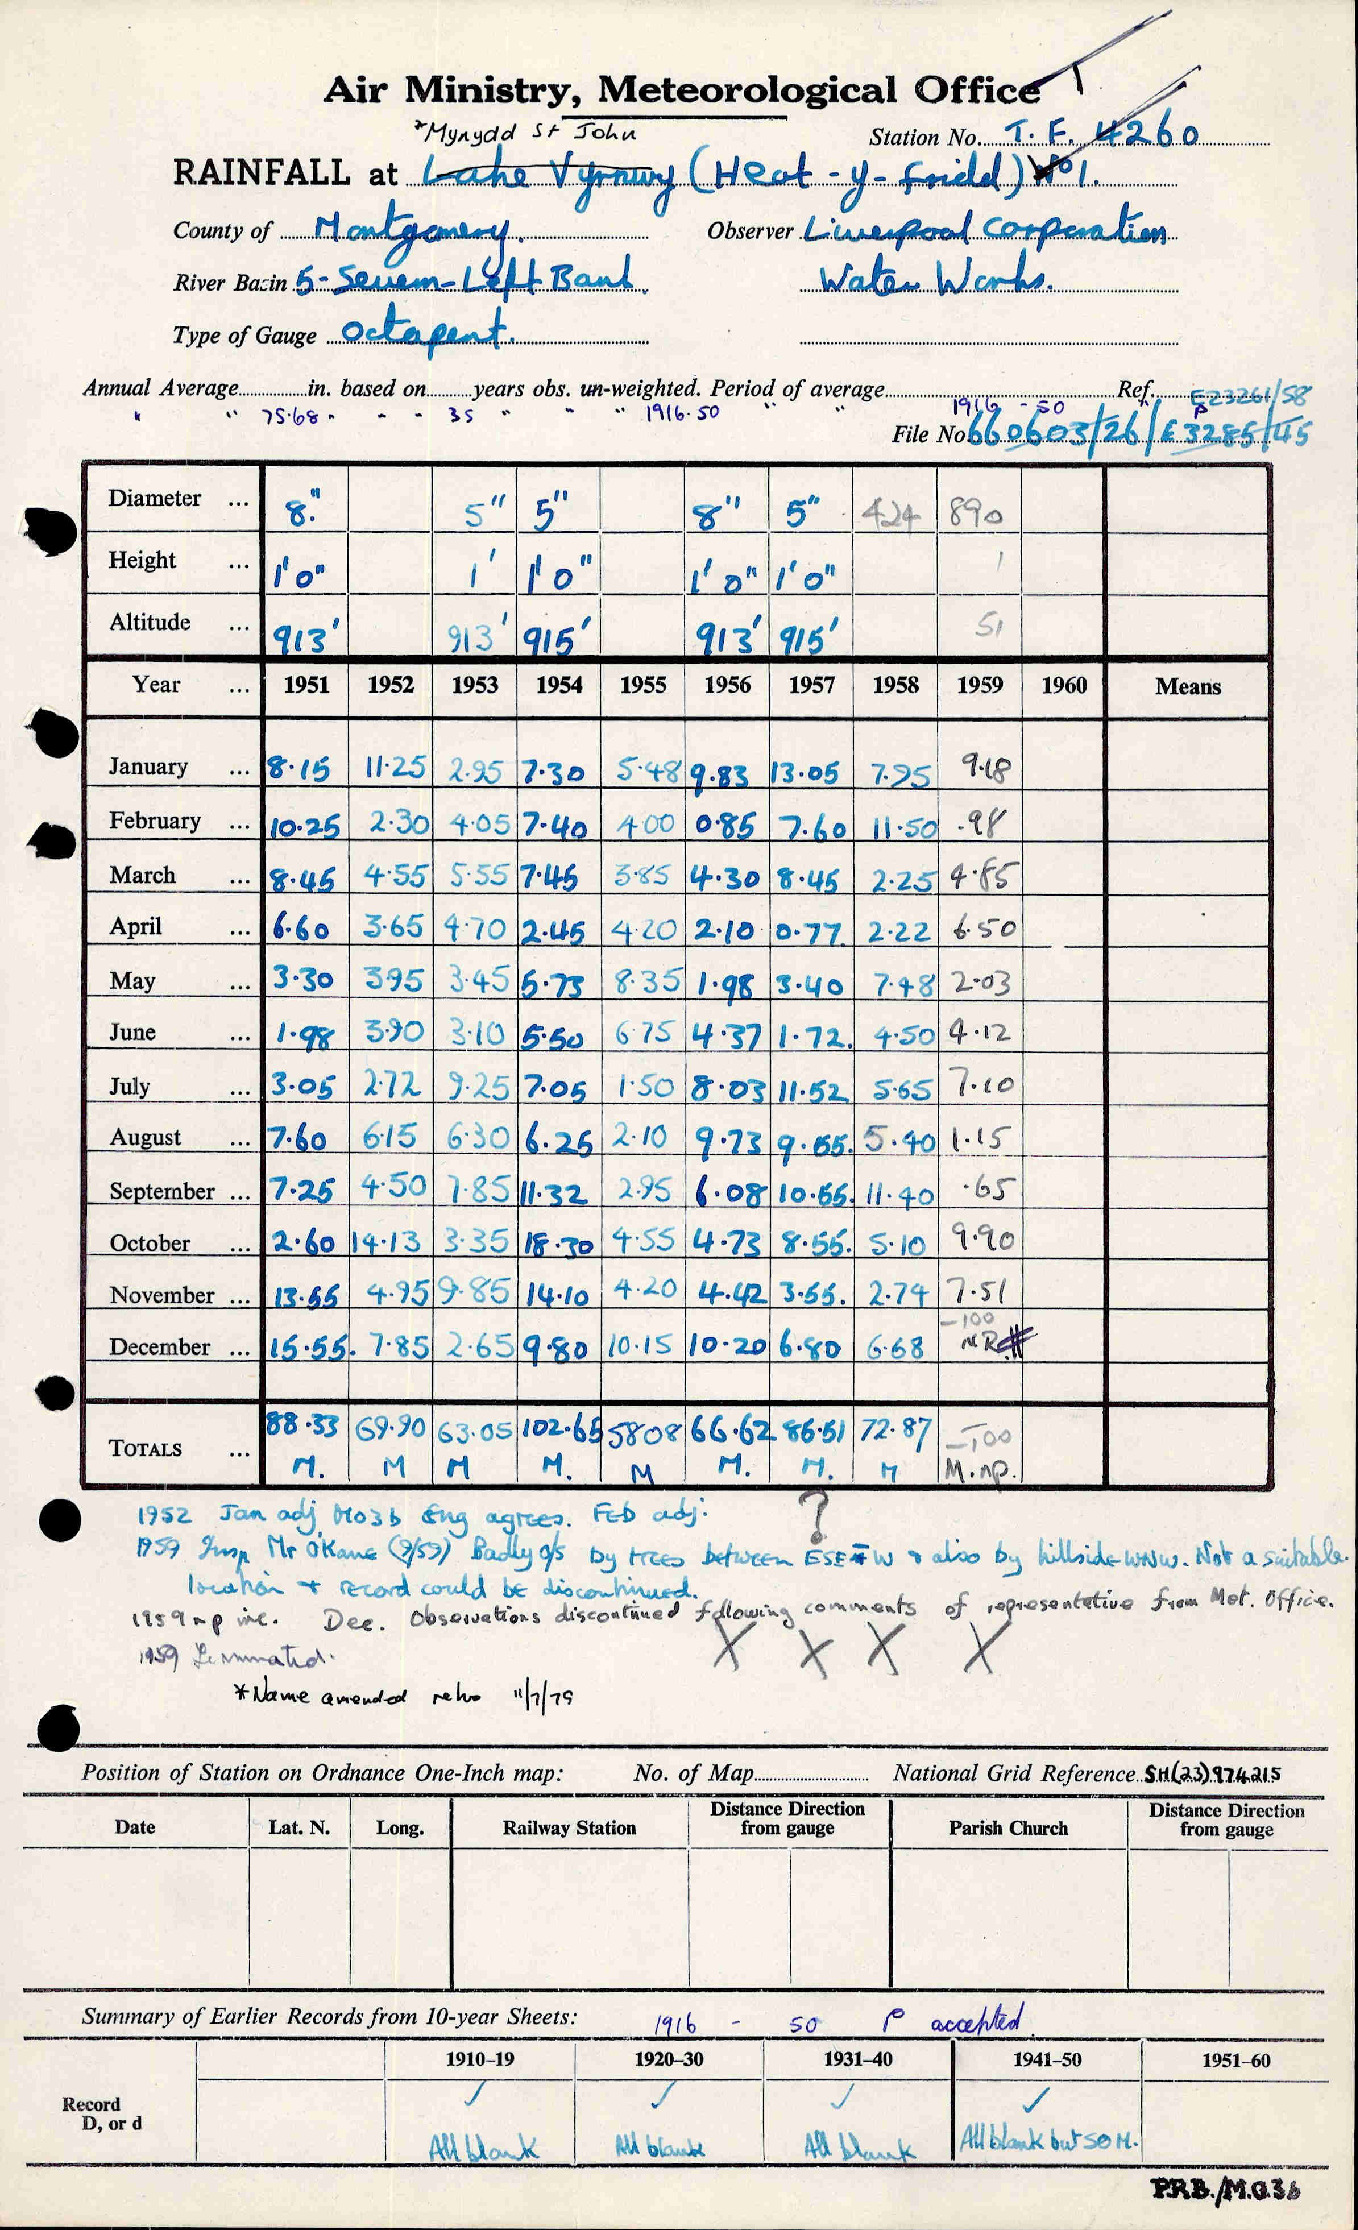 Air Ministry, Meteorological Office
*Mynydd St John
Station No. T. F. 4260
RAINFALL at Lake Vyrnwy (Heot-y-fridd) No 1.
County of Montgomery. Observer Liverpool Corporation
River Basin 5-Severn-Left Bank. Water Works.
Type of Gauge Octapent.
Annual Average in. based on years obs. un-weighted. Period of average Ref. E23261/58
" " 75.68 " - - " 35 " " " 1916-50 " " 1916-50
File No 660603/26/E3285/45
Diameter ... 8." 5" 5" 8" 5" 424 890
Height ... 1'0" 1' 1'0" 1'0" 1'0" 1
Altitude ... 913' 913' 915' 913' 915' 51
Year ... 1951 1952 1953 1954 1955 1956 1957 1958 1959 1960 Means
January ... 8.15 11.25 2.95 7.30 5.48 9.83 13.05 7.95 9.18
February ... 10.25 2.30 4.05 7.40 4.00 0.85 7.60 11.50 .98
March ... 8.45 4.55 5.55 7.45 3.85 4.30 8.45 2.25 4.85
April ... 6.60 3.65 4.70 2.45 4.20 2.10 0.77 2.22 6.50
May ... 3.30 3.95 3.45 5.73 8.35 1.98 3.40 7.48 2.03
June ... 1.98 3.90 3.10 5.50 6.75 4.37 1.72. 4.50 4.12
July ... 3.05 2.72 9.25 7.05 1.50 8.03 11.52 5.65 7.10
August ... 7.60 6.15 6.30 6.25 2.10 9.73 9.55. 5.40 1.15
September ... 7.25 4.50 7.85 11.32 2.95 6.08 10.55. 11.40 .65
October ... 2.60 14.13 3.35 18.30 4.55 4.73 8.55. 5.10 9.90
November ... 13.55 4.95 9.85 14.10 4.20 4.42 3.55. 2.74 7.51
-100
December ... 15.55. 7.85 2.65 9.80 10.15 10.20 6.80 6.68 NR#
TOTALS ... 88.33 69.90 63.05 102.65 58.08 66.62 86.51 72.87 -100
M. M M M. M M. M. M M.np.
1952 Jan adj M03b Eng agrees. Feb adj. ?
1959 Insp Mr O'Kane (9/59) Badly o/s by trees between ESE W & also by hillside WNW. Not a suitable
location & record could be discontinued.
1959 np inc. Dec. Observations discontinued following comments of representative from Met. Office.
1959 Terminated. X X X X
*Name amended retro 11/7/79
Position of Station on Ordnance One-Inch map: No. of Map National Grid Reference SH(23)974215
Date Lat. N. Long. Railway Station Distance Direction from gauge Parish Church Distance Direction from gauge
Summary of Earlier Records from 10-year Sheets: 1916 - 50 P accepted.
1910–19 1920–30 1931–40 1941–50 1951–60
Record ✓ ✓ ✓ ✓
D, or d All blank All blank All blank All blank but 50 M.
P.R.B./M.O.3b